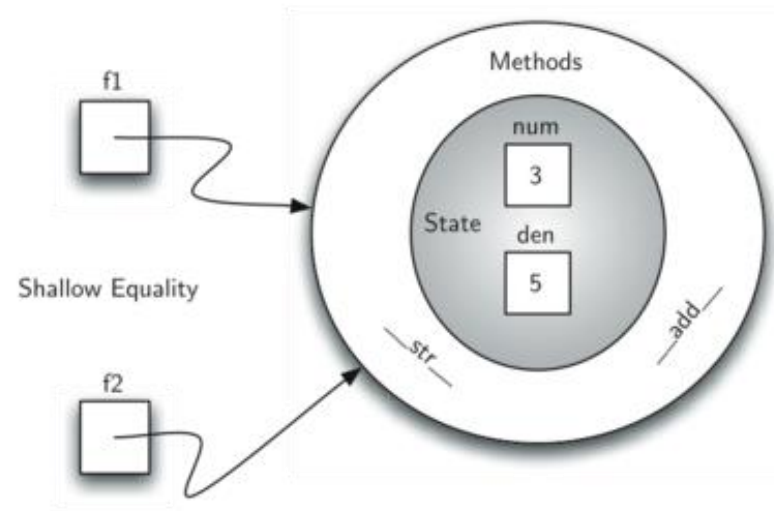 f1
Methods
num
3
State
den
5
Shallow Equality
__str__
__add__
f2